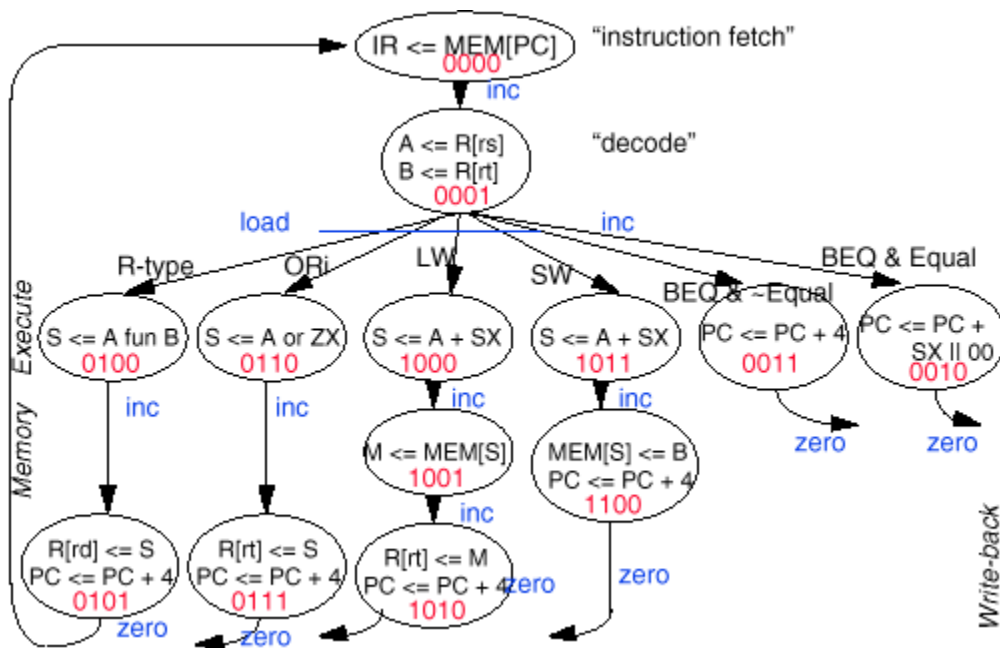 IR <= MEM[PC]
0000
"instruction fetch"
inc
A <= R[rs]
B <= R[rt]
0001
"decode"
load
inc
R-type
ORi
LW
SW
BEQ & ~Equal
BEQ & Equal
Execute
S <= A fun B
0100
S <= A or ZX
0110
S <= A + SX
1000
S <= A + SX
1011
PC <= PC + 4
0011
PC <= PC +
SX || 00
0010
inc
inc
inc
inc
zero
zero
Memory
M <= MEM[S]
1001
MEM[S] <= B
PC <= PC + 4
1100
inc
Write-back
R[rd] <= S
PC <= PC + 4
0101
R[rt] <= S
PC <= PC + 4
0111
R[rt] <= M
PC <= PC + 4
1010
zero
zero
zero
zero